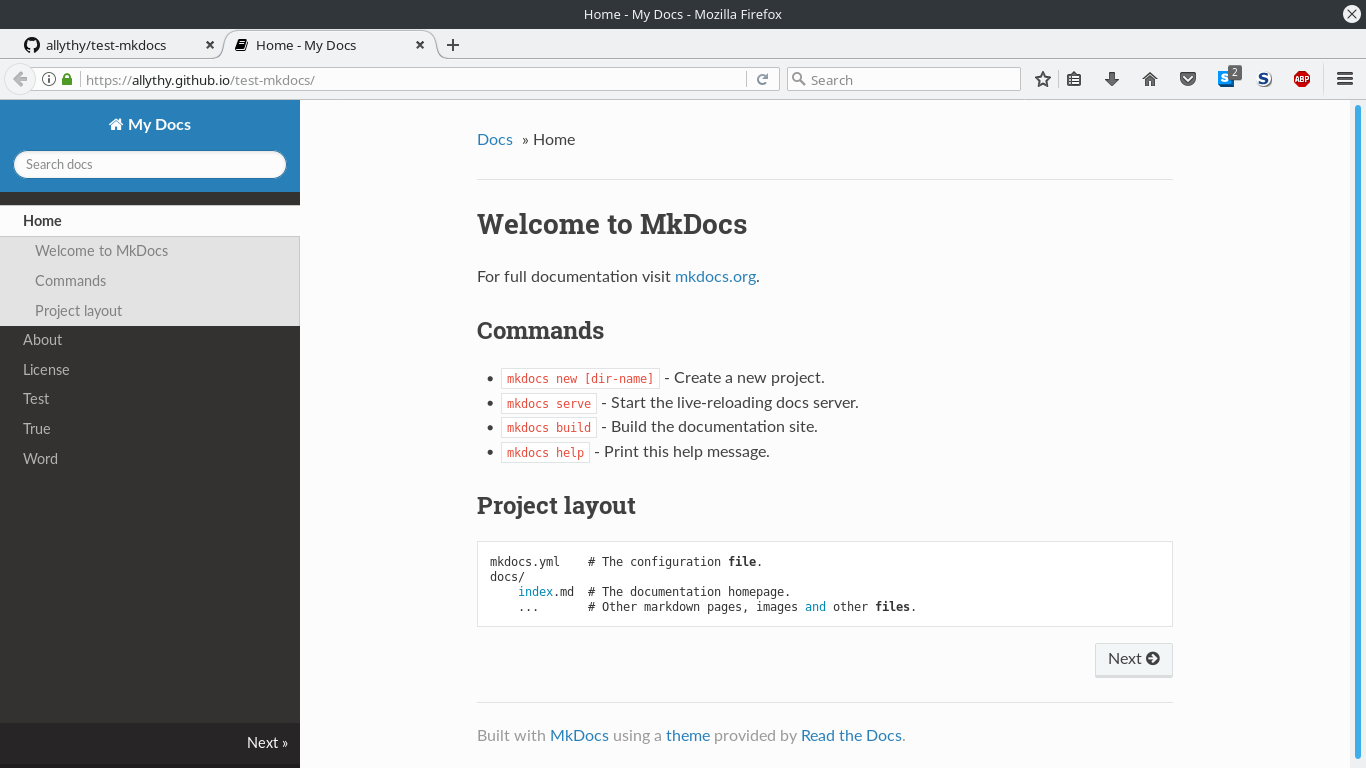 Home - My Docs - Mozilla Firefox
allythy/test-mkdocs
Home - My Docs
https://allythy.github.io/test-mkdocs/
Search
2
S
S
ABP
My Docs
Search docs
Home
Welcome to MkDocs
Commands
Project layout
About
License
Test
True
Word
Next »
Docs » Home
Welcome to MkDocs
For full documentation visit mkdocs.org.
Commands
• mkdocs new [dir-name] - Create a new project.
• mkdocs serve - Start the live-reloading docs server.
• mkdocs build - Build the documentation site.
• mkdocs help - Print this help message.
Project layout
mkdocs.yml    # The configuration file.
docs/
    index.md  # The documentation homepage.
    ...       # Other markdown pages, images and other files.
Next
Built with MkDocs using a theme provided by Read the Docs.